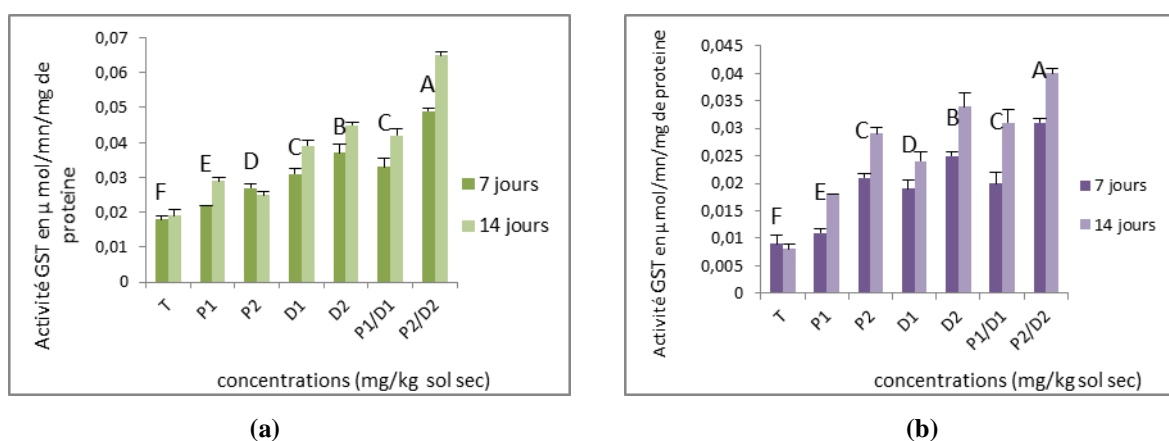 0,07
0,06
0,05
0,04
0,03
0,02
0,01
0
Activité GST en µ mol/mn/mg de
proteine
F
E
D
C
B
C
A
T
P1
P2
D1
D2
P1/D1
P2/D2
7 jours
14 jours
concentrations (mg/kg sol sec)
(a)
0,045
0,04
0,035
0,03
0,025
0,02
0,015
0,01
0,005
0
Activité GST en µ mol/mn/mg de proteine
F
E
C
D
B
C
A
T
P1
P2
D1
D2
P1/D1
P2/D2
7 jours
14 jours
concentrations (mg/kg sol sec)
(b)